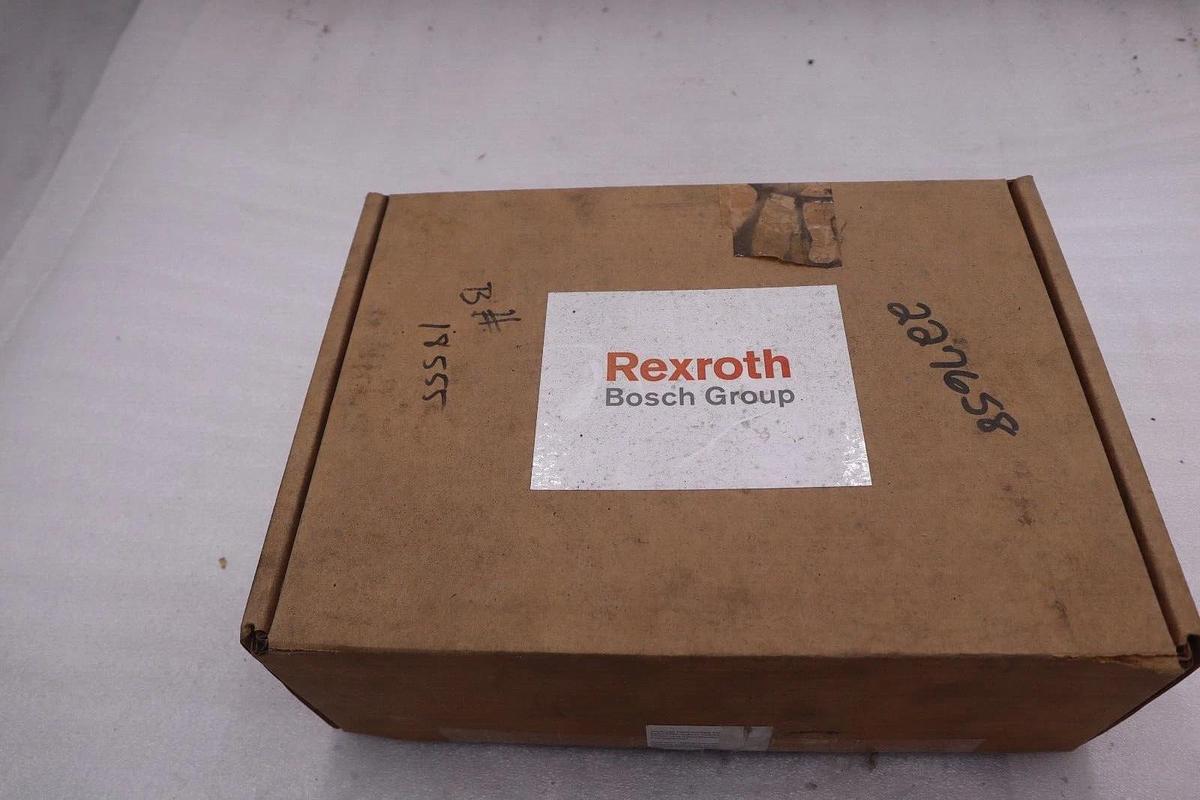 B#
18555
Rexroth
Bosch Group
227658